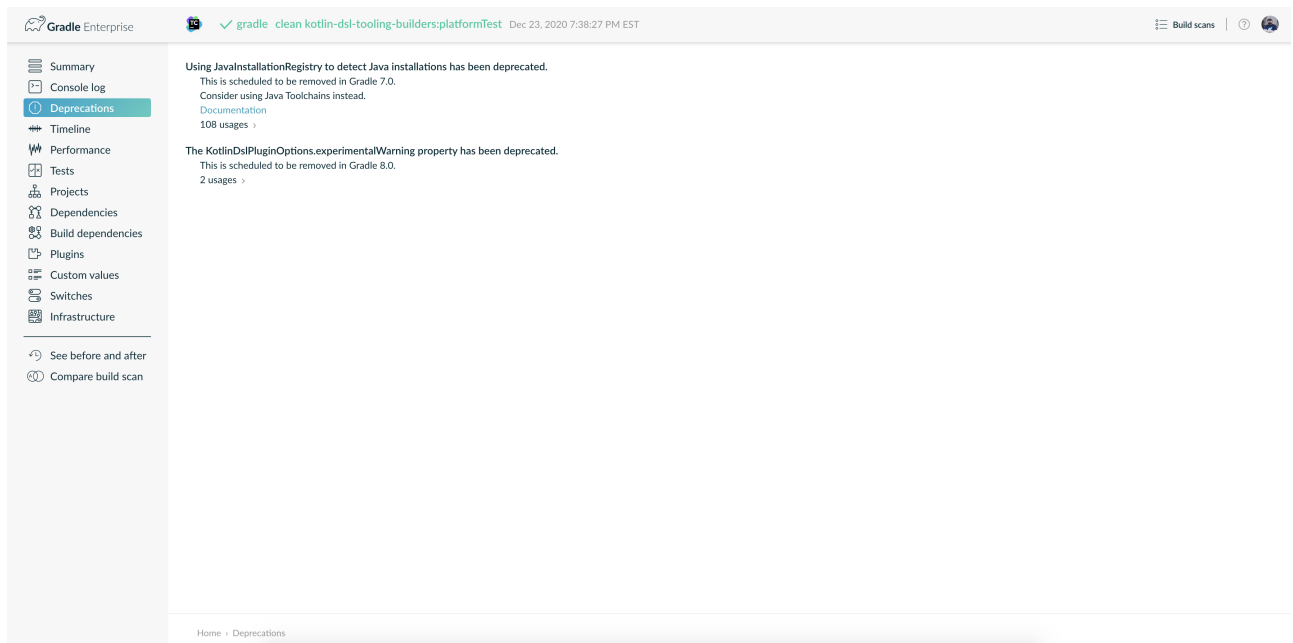 Gradle Enterprise
TC
gradle clean kotlin-dsl-tooling-builders:platformTest Dec 23, 2020 7:38:27 PM EST
Build scans
?
Summary
Console log
Deprecations
Timeline
Performance
Tests
Projects
Dependencies
Build dependencies
Plugins
Custom values
Switches
Infrastructure
See before and after
Compare build scan
Using JavaInstallationRegistry to detect Java installations has been deprecated.
This is scheduled to be removed in Gradle 7.0.
Consider using Java Toolchains instead.
Documentation
108 usages ›
The KotlinDslPluginOptions.experimentalWarning property has been deprecated.
This is scheduled to be removed in Gradle 8.0.
2 usages ›
Home › Deprecations